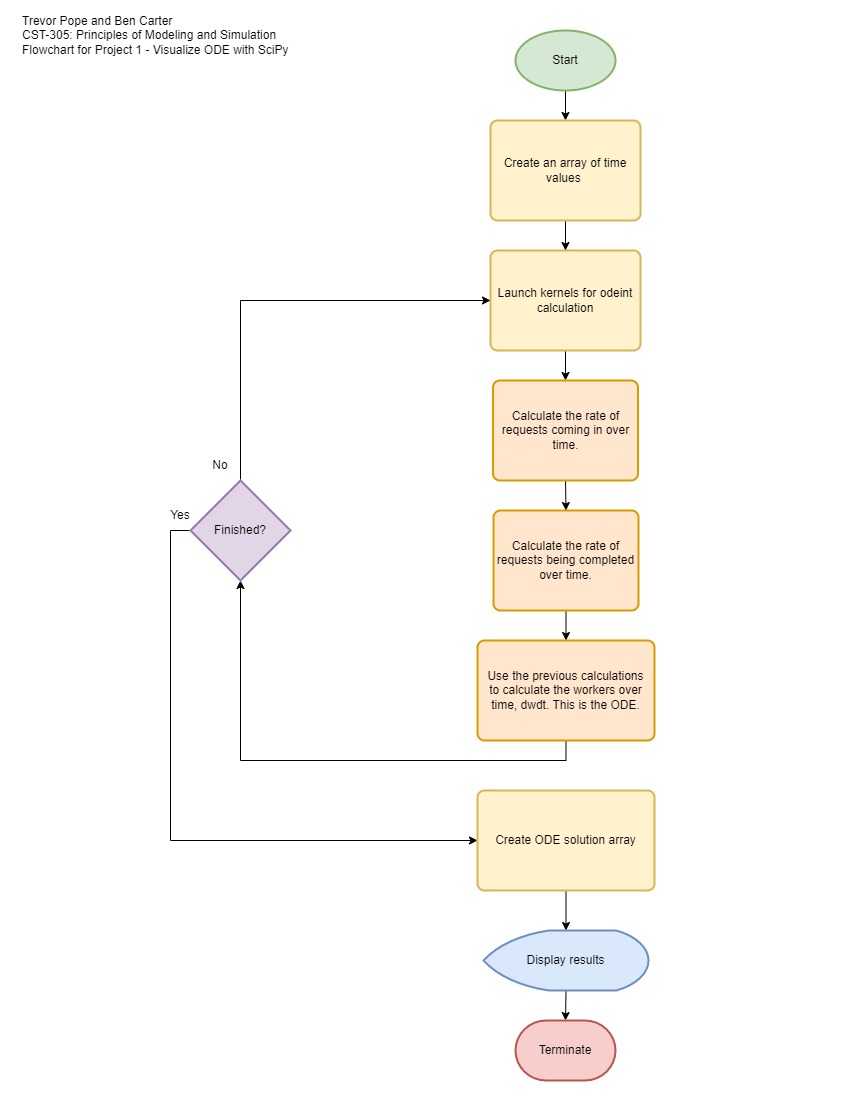 Trevor Pope and Ben Carter
CST-305: Principles of Modeling and Simulation
Flowchart for Project 1 - Visualize ODE with SciPy
Start
Create an array of time
values
Launch kernels for odeint
calculation
Calculate the rate of
requests coming in over
time.
No
Yes
Finished?
Calculate the rate of
requests being completed
over time.
Use the previous calculations
to calculate the workers over
time, dwdt. This is the ODE.
Create ODE solution array
Display results
Terminate